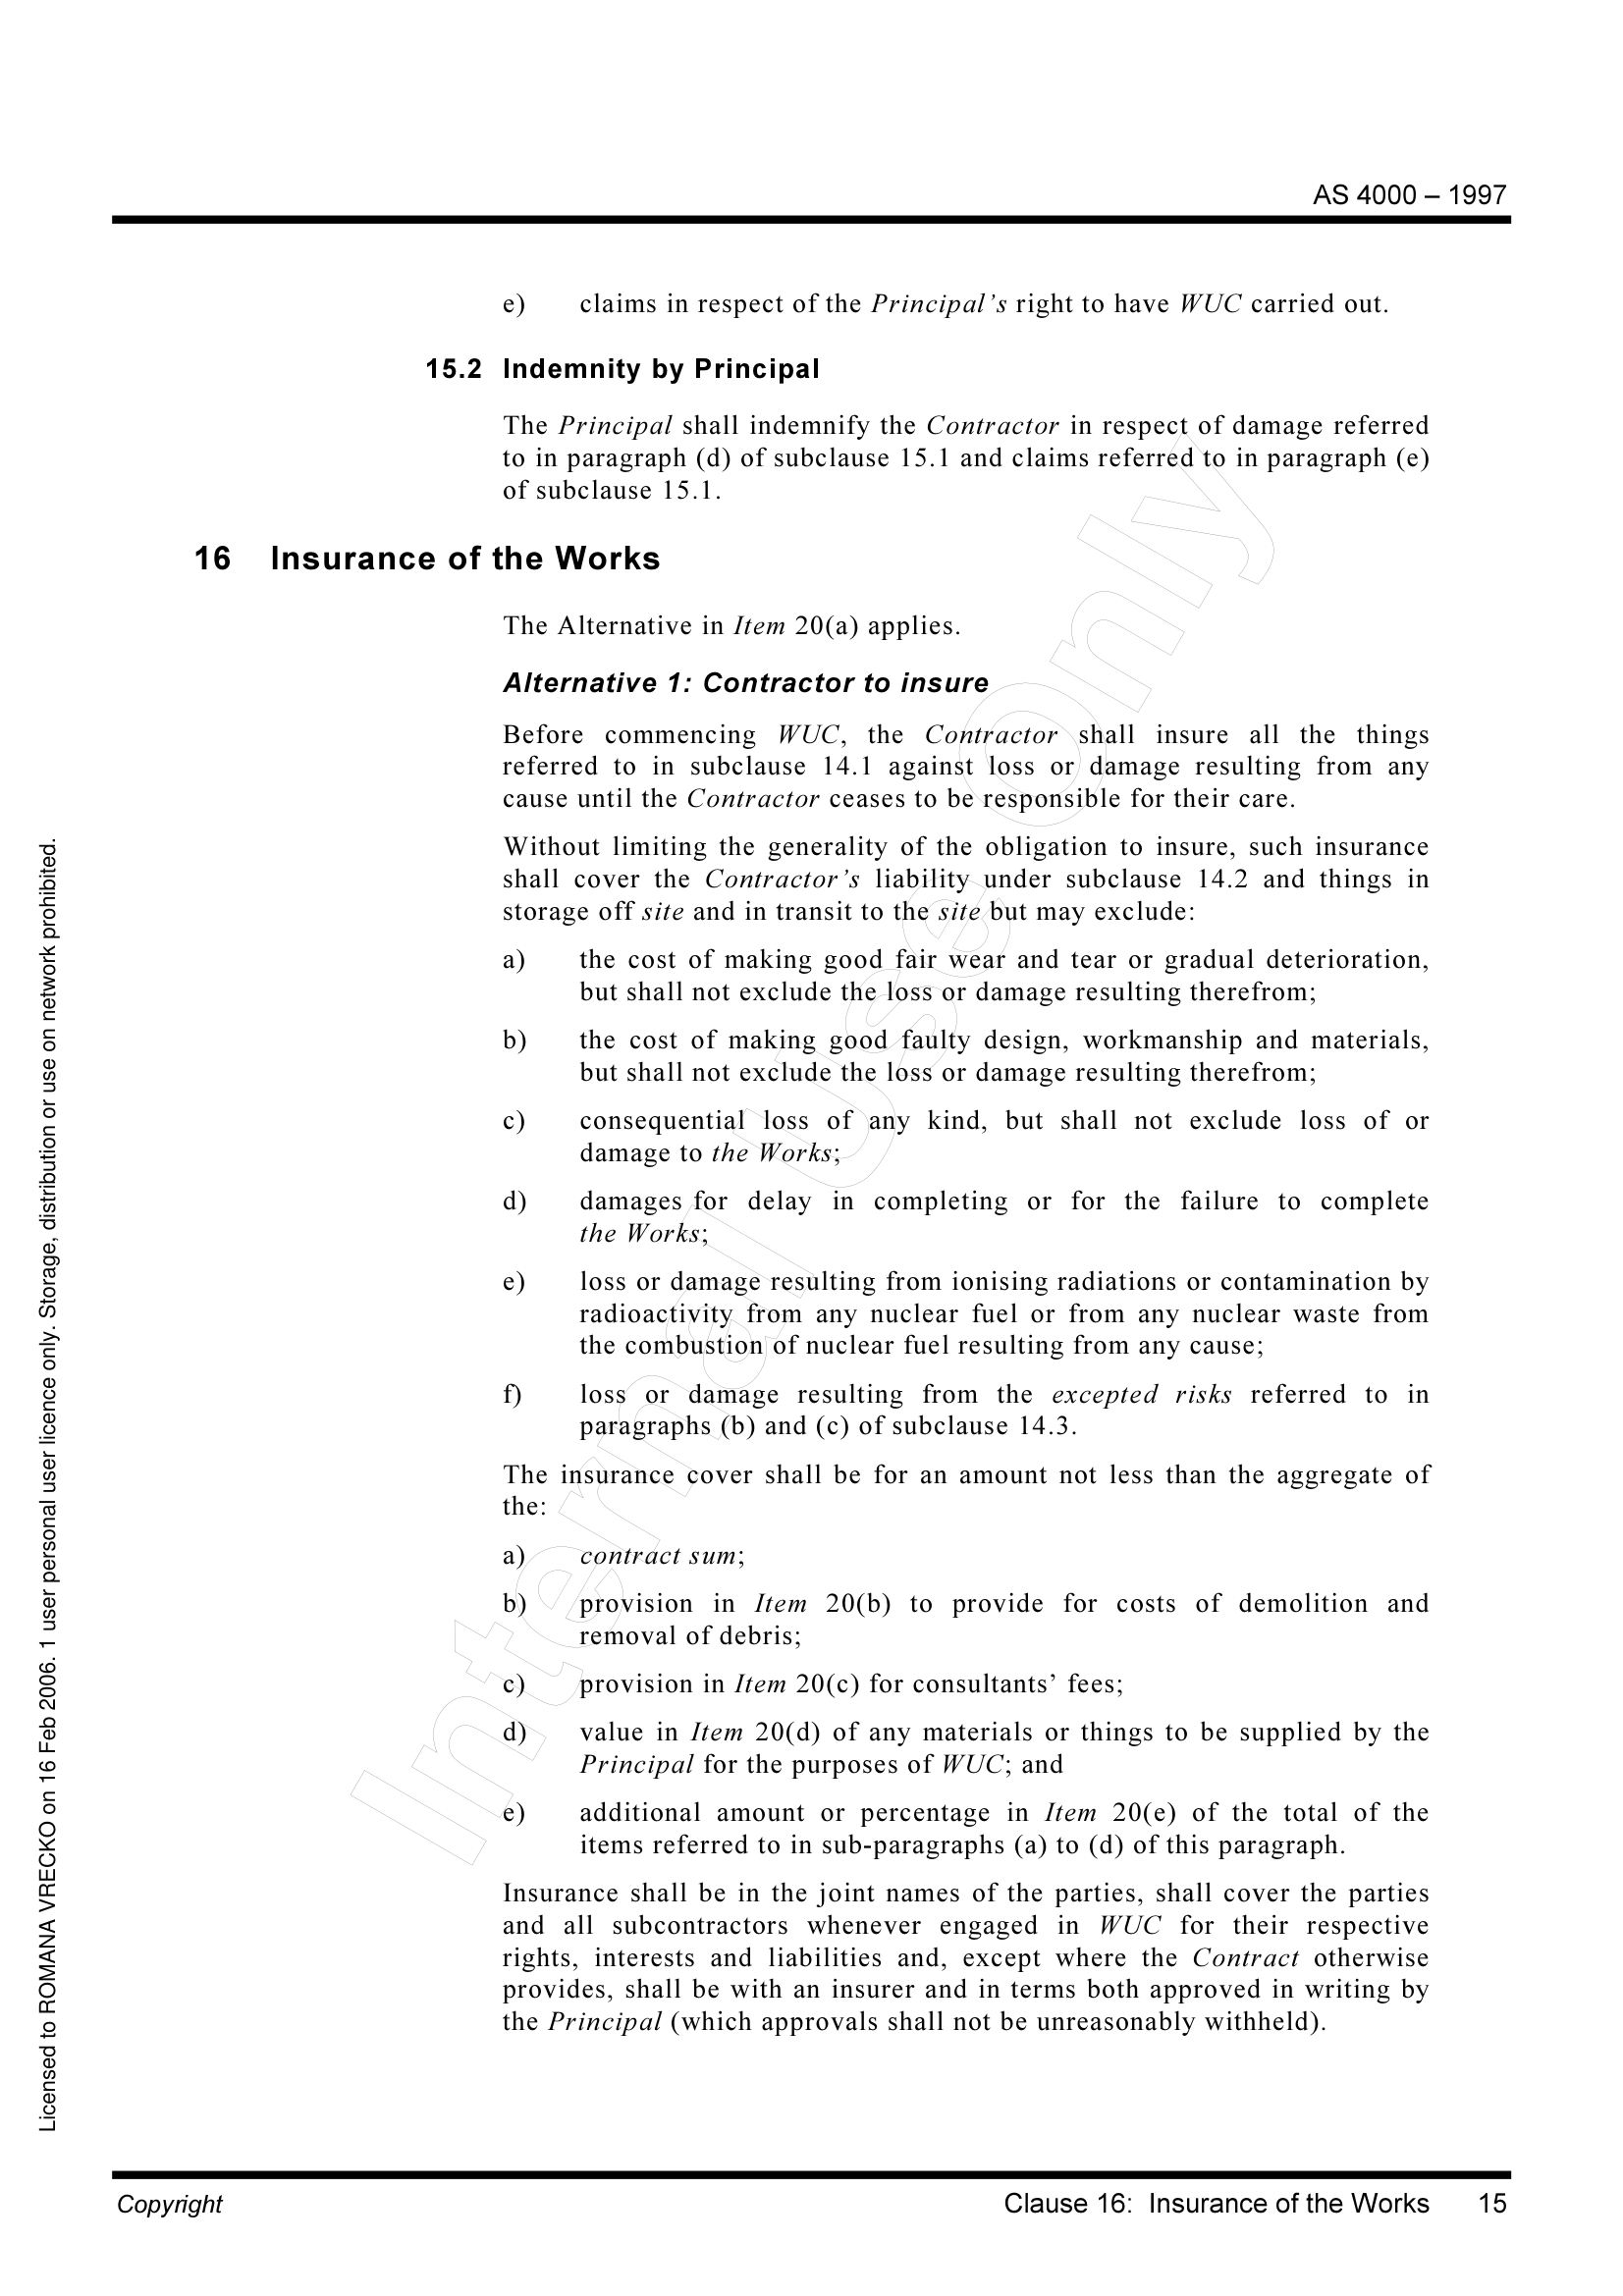 AS 4000 – 1997
e) claims in respect of the Principal's right to have WUC carried out.
15.2 Indemnity by Principal
The Principal shall indemnify the Contractor in respect of damage referred
to in paragraph (d) of subclause 15.1 and claims referred to in paragraph (e)
of subclause 15.1.
16 Insurance of the Works
The Alternative in Item 20(a) applies.
Alternative 1: Contractor to insure
Before commencing WUC, the Contractor shall insure all the things
referred to in subclause 14.1 against loss or damage resulting from any
cause until the Contractor ceases to be responsible for their care.
Without limiting the generality of the obligation to insure, such insurance
shall cover the Contractor's liability under subclause 14.2 and things in
storage off site and in transit to the site but may exclude:
a) the cost of making good fair wear and tear or gradual deterioration,
but shall not exclude the loss or damage resulting therefrom;
b) the cost of making good faulty design, workmanship and materials,
but shall not exclude the loss or damage resulting therefrom;
c) consequential loss of any kind, but shall not exclude loss of or
damage to the Works;
d) damages for delay in completing or for the failure to complete
the Works;
e) loss or damage resulting from ionising radiations or contamination by
radioactivity from any nuclear fuel or from any nuclear waste from
the combustion of nuclear fuel resulting from any cause;
f) loss or damage resulting from the excepted risks referred to in
paragraphs (b) and (c) of subclause 14.3.
The insurance cover shall be for an amount not less than the aggregate of
the:
a) contract sum;
b) provision in Item 20(b) to provide for costs of demolition and
removal of debris;
c) provision in Item 20(c) for consultants' fees;
d) value in Item 20(d) of any materials or things to be supplied by the
Principal for the purposes of WUC; and
e) additional amount or percentage in Item 20(e) of the total of the
items referred to in sub-paragraphs (a) to (d) of this paragraph.
Insurance shall be in the joint names of the parties, shall cover the parties
and all subcontractors whenever engaged in WUC for their respective
rights, interests and liabilities and, except where the Contract otherwise
provides, shall be with an insurer and in terms both approved in writing by
the Principal (which approvals shall not be unreasonably withheld).
Copyright Clause 16: Insurance of the Works 15
Licensed to ROMANA VRECKO on 16 Feb 2006. 1 user personal user licence only. Storage, distribution or use on network prohibited.
Internal Use Only